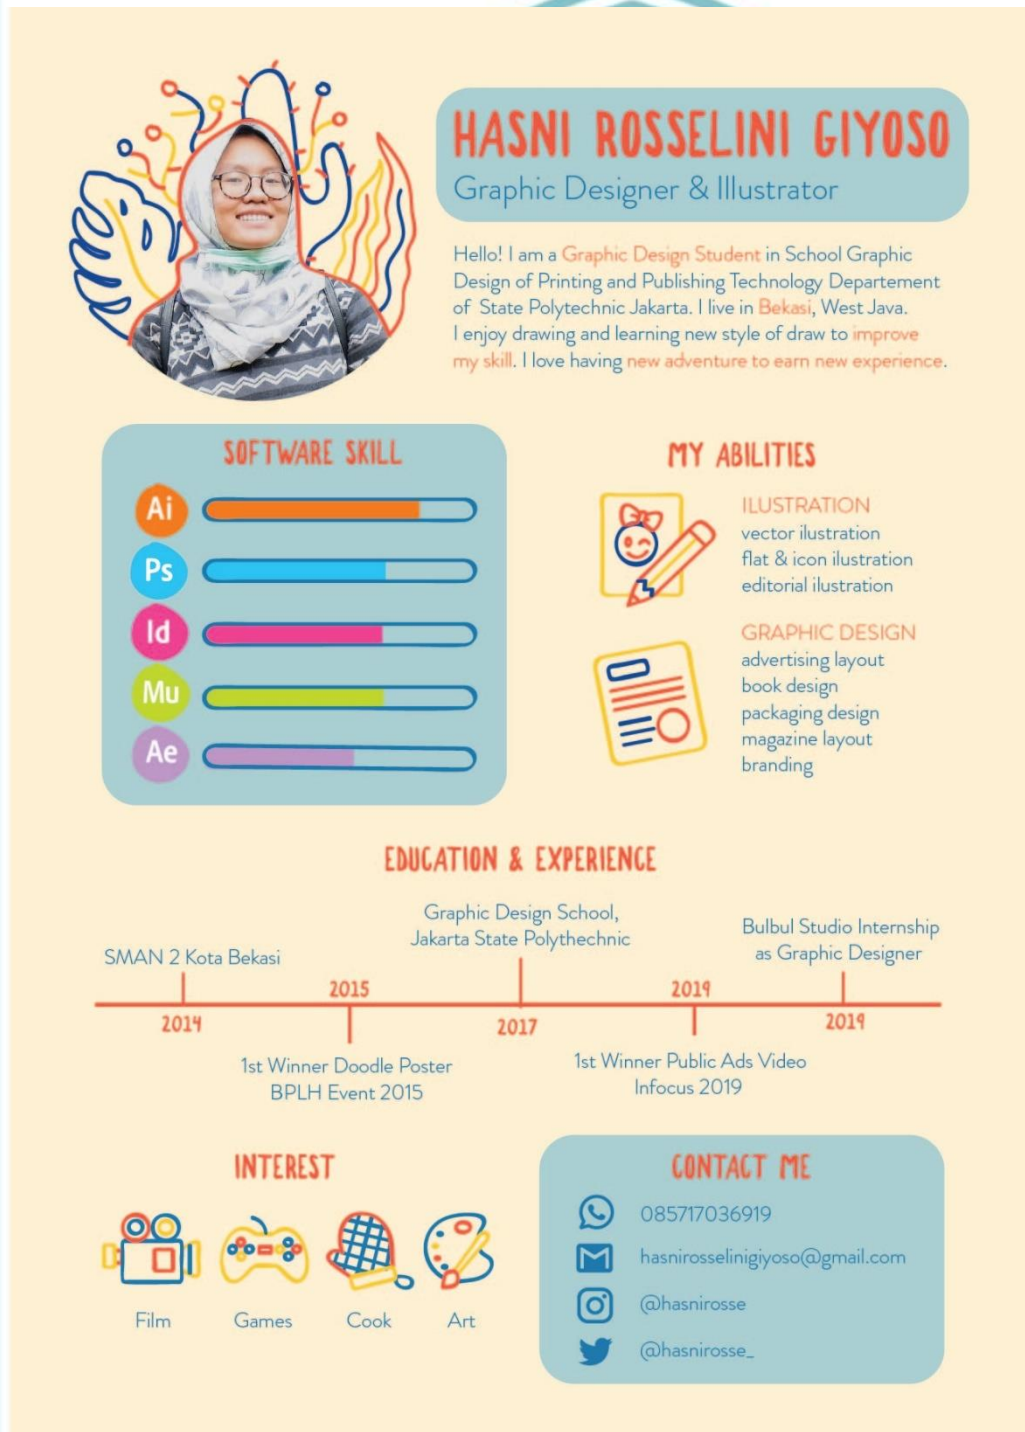 HASNI ROSSELINI GIYOSO
Graphic Designer & Illustrator
Hello! I am a Graphic Design Student in School Graphic
Design of Printing and Publishing Technology Departement
of State Polytechnic Jakarta. I live in Bekasi, West Java.
I enjoy drawing and learning new style of draw to improve
my skill. I love having new adventure to earn new experience.
SOFTWARE SKILL
Ai
Ps
Id
Mu
Ae
MY ABILITIES
ILUSTRATION
vector ilustration
flat & icon ilustration
editorial ilustration
GRAPHIC DESIGN
advertising layout
book design
packaging design
magazine layout
branding
EDUCATION & EXPERIENCE
SMAN 2 Kota Bekasi
2014
2015
1st Winner Doodle Poster
BPLH Event 2015
Graphic Design School,
Jakarta State Polythechnic
2017
2019
1st Winner Public Ads Video
Infocus 2019
Bulbul Studio Internship
as Graphic Designer
2019
INTEREST
Film
Games
Cook
Art
CONTACT ME
085717036919
hasnirosselinigiyoso@gmail.com
@hasnirosse
@hasnirosse_